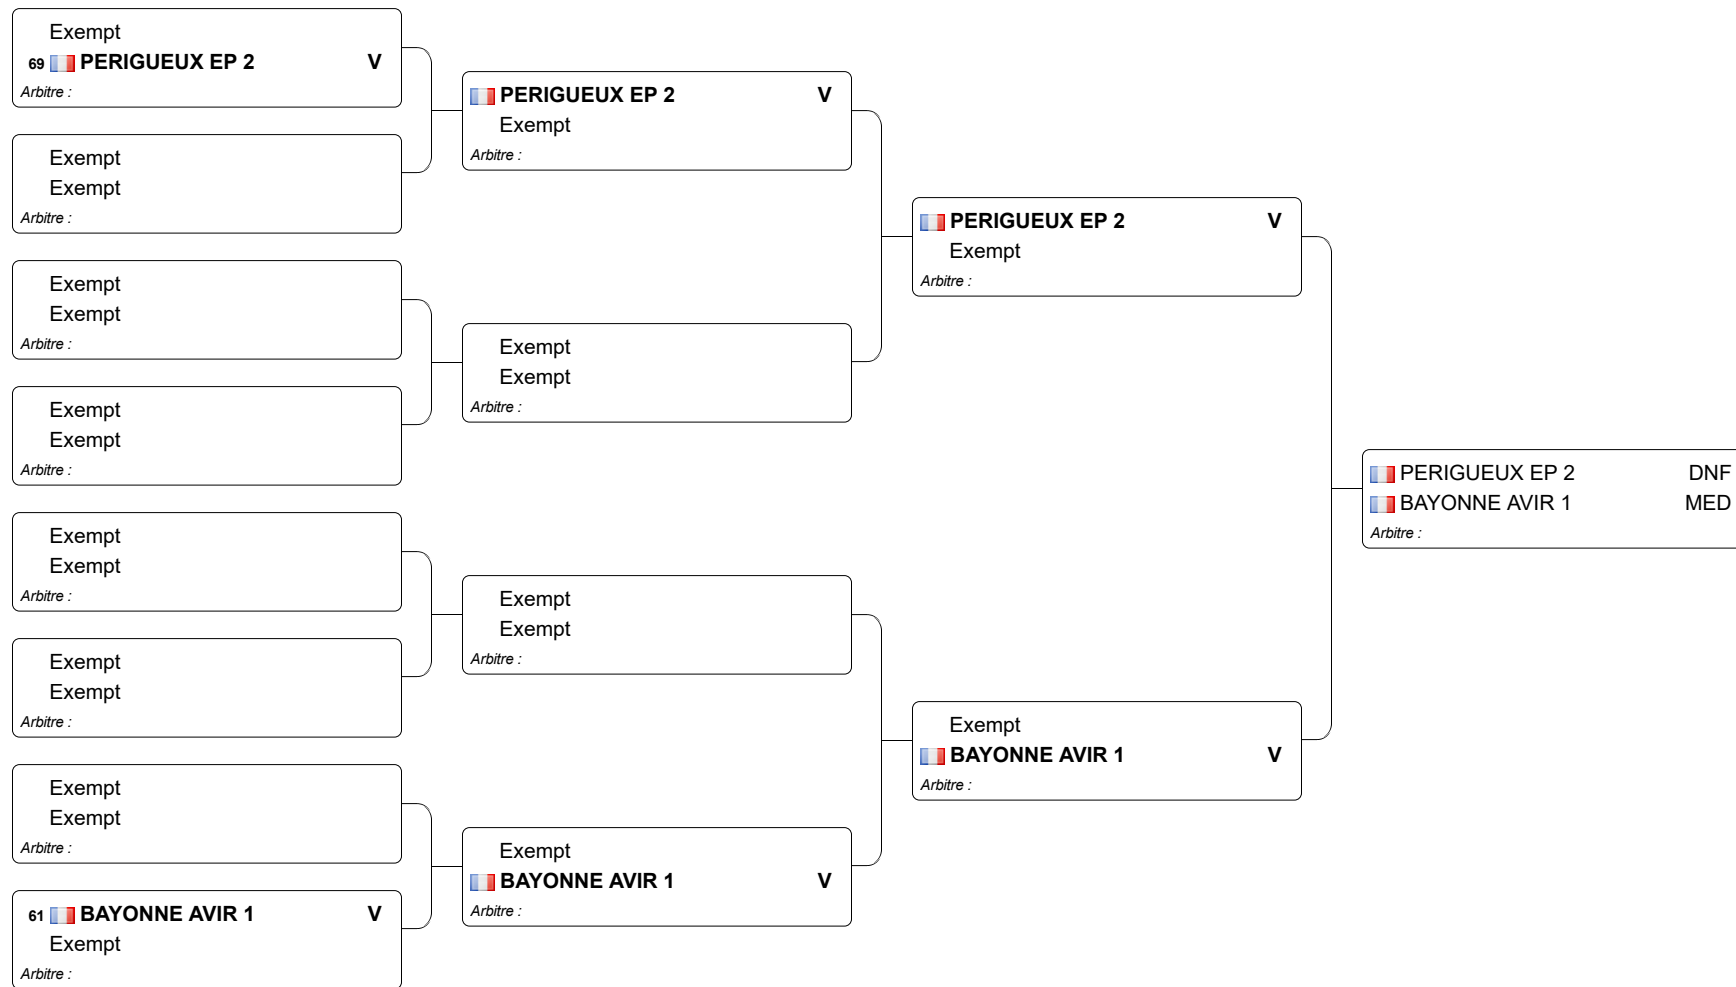 Exempt
69 PERIGUEUX EP 2 V
Arbitre :
Exempt
Exempt
Arbitre :
Exempt
Exempt
Arbitre :
Exempt
Exempt
Arbitre :
Exempt
Exempt
Arbitre :
Exempt
Exempt
Arbitre :
Exempt
Exempt
Arbitre :
61 BAYONNE AVIR 1 V
Exempt
Arbitre :
PERIGUEUX EP 2 V
Exempt
Arbitre :
Exempt
Exempt
Arbitre :
Exempt
Exempt
Arbitre :
Exempt
BAYONNE AVIR 1 V
Arbitre :
PERIGUEUX EP 2 V
Exempt
Arbitre :
Exempt
BAYONNE AVIR 1 V
Arbitre :
PERIGUEUX EP 2 DNF
BAYONNE AVIR 1 MED
Arbitre :